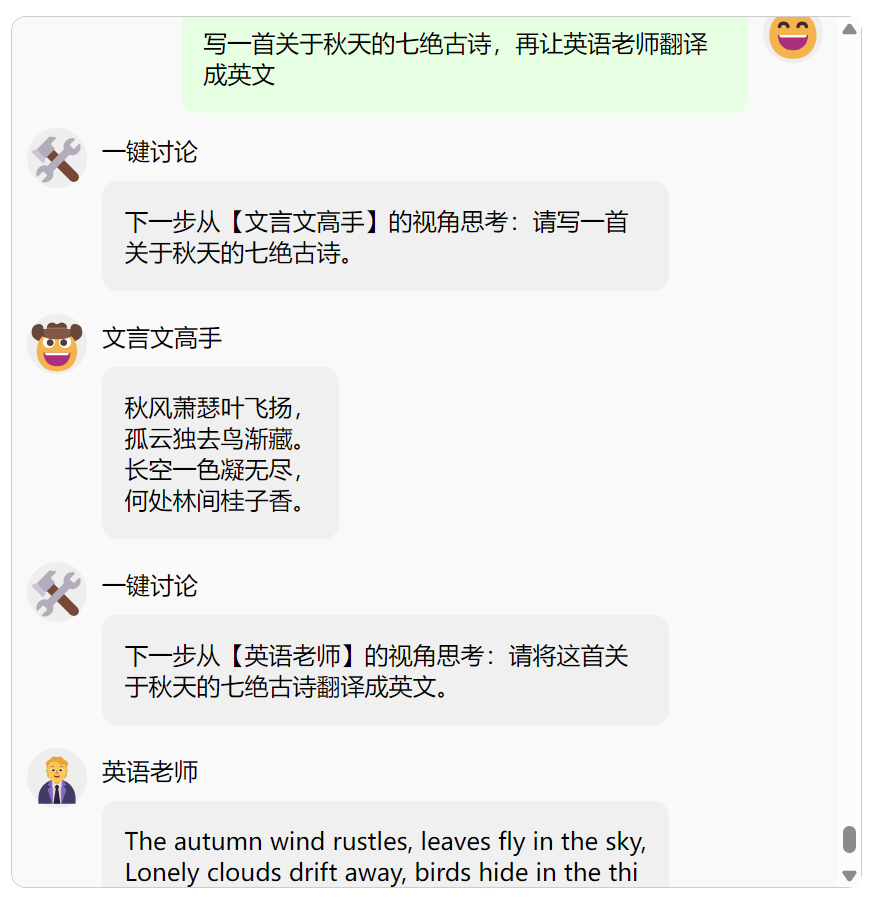 写一首关于秋天的七绝古诗，再让英语老师翻译
成英文
一键讨论
下一步从【文言文高手】的视角思考：请写一首
关于秋天的七绝古诗。
文言文高手
秋风萧瑟叶飞扬，
孤云独去鸟渐藏。
长空一色凝无尽，
何处林间桂子香。
一键讨论
下一步从【英语老师】的视角思考：请将这首关
于秋天的七绝古诗翻译成英文。
英语老师
The autumn wind rustles, leaves fly in the sky,
Lonely clouds drift away, birds hide in the thi